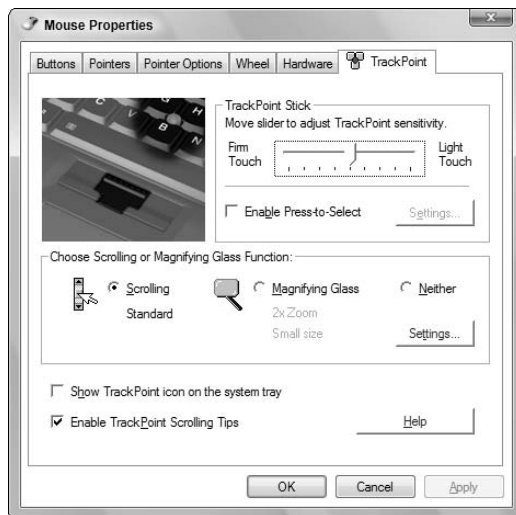 Mouse Properties
Buttons Pointers Pointer Options Wheel Hardware TrackPoint
TrackPoint Stick
Move slider to adjust TrackPoint sensitivity.
Firm Touch
Light Touch
Enable Press-to-Select Settings...
Choose Scrolling or Magnifying Glass Function:
Scrolling Magnifying Glass Neither
Standard 2x Zoom
Small size Settings...
Show TrackPoint icon on the system tray
Enable TrackPoint Scrolling Tips Help
OK Cancel Apply